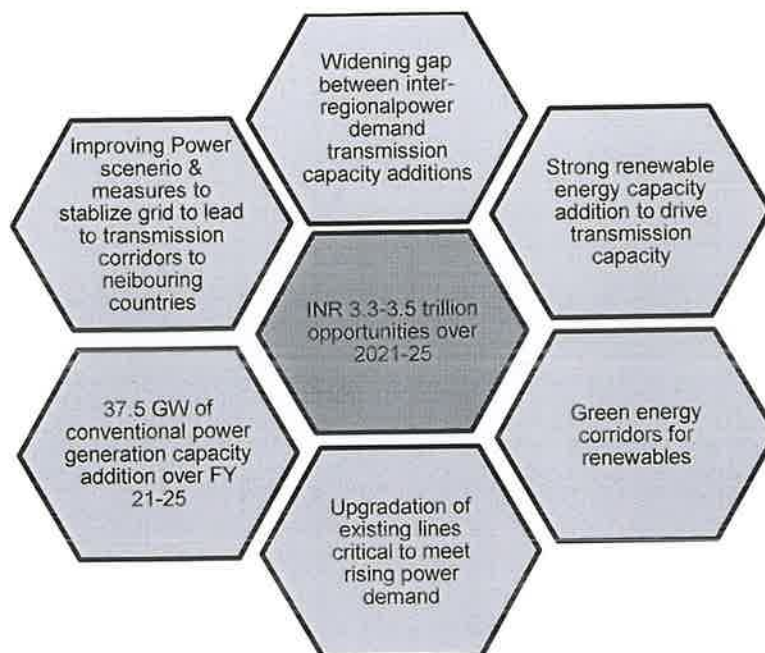 Widening gap
between inter-
regionalpower
demand
transmission
capacity additions
Improving Power
scenerio &
measures to
stablize grid to lead
to transmission
corridors to
neibouring
countries
Strong renewable
energy capacity
addition to drive
transmission
capacity
INR 3.3-3.5 trillion
opportunities over
2021-25
37.5 GW of
conventional power
generation capacity
addition over FY
21-25
Green energy
corridors for
renewables
Upgradation of
existing lines
critical to meet
rising power
demand